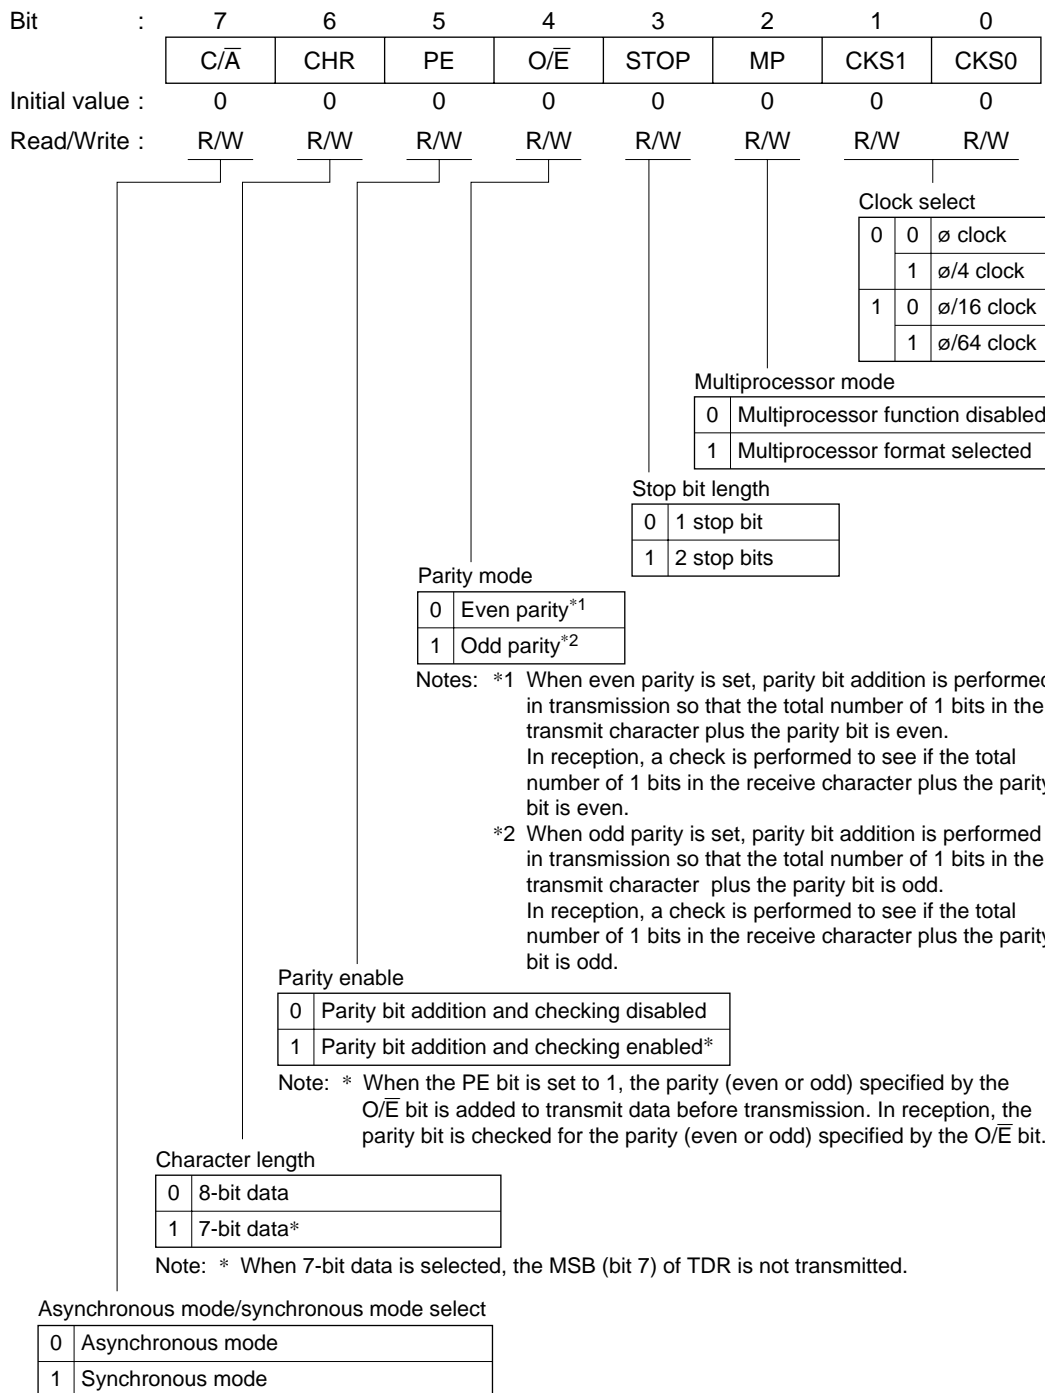 Bit : 7 6 5 4 3 2 1 0
C/A̅ CHR PE O/E̅ STOP MP CKS1 CKS0
Initial value : 0 0 0 0 0 0 0 0
Read/Write : R/W R/W R/W R/W R/W R/W R/W R/W
Clock select
0 0 ø clock
1 ø/4 clock
1 0 ø/16 clock
1 ø/64 clock
Multiprocessor mode
0 Multiprocessor function disabled
1 Multiprocessor format selected
Stop bit length
0 1 stop bit
1 2 stop bits
Parity mode
0 Even parity*1
1 Odd parity*2
Notes: *1 When even parity is set, parity bit addition is performed
in transmission so that the total number of 1 bits in the
transmit character plus the parity bit is even.
In reception, a check is performed to see if the total
number of 1 bits in the receive character plus the parity
bit is even.
*2 When odd parity is set, parity bit addition is performed
in transmission so that the total number of 1 bits in the
transmit character plus the parity bit is odd.
In reception, a check is performed to see if the total
number of 1 bits in the receive character plus the parity
bit is odd.
Parity enable
0 Parity bit addition and checking disabled
1 Parity bit addition and checking enabled*
Note: * When the PE bit is set to 1, the parity (even or odd) specified by the
O/E̅ bit is added to transmit data before transmission. In reception, the
parity bit is checked for the parity (even or odd) specified by the O/E̅ bit.
Character length
0 8-bit data
1 7-bit data*
Note: * When 7-bit data is selected, the MSB (bit 7) of TDR is not transmitted.
Asynchronous mode/synchronous mode select
0 Asynchronous mode
1 Synchronous mode